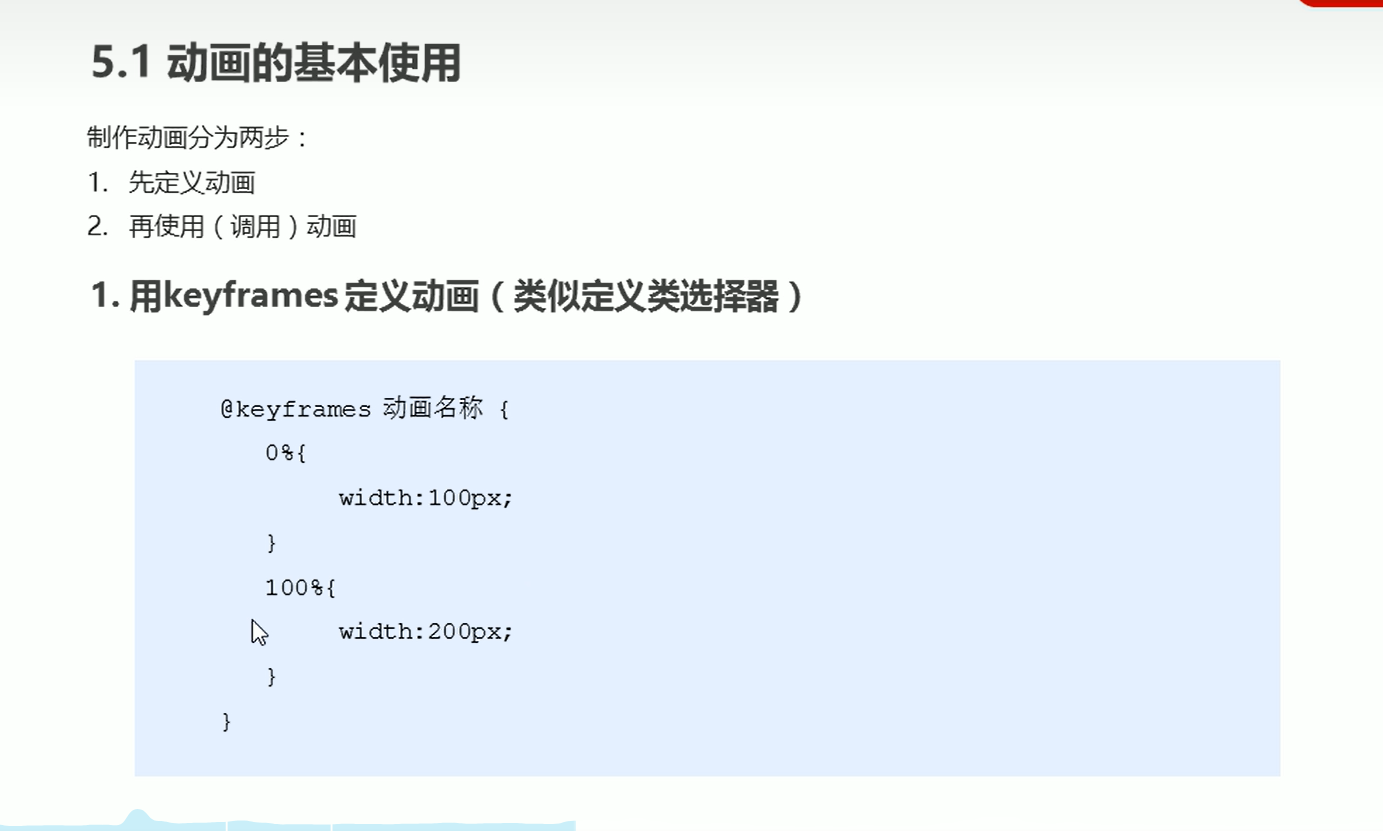 5.1 动画的基本使用
制作动画分为两步：
1. 先定义动画
2. 再使用（调用）动画
1. 用keyframes 定义动画（类似定义类选择器）
@keyframes 动画名称 {
0%{
width:100px;
}
100%{
width:200px;
}
}